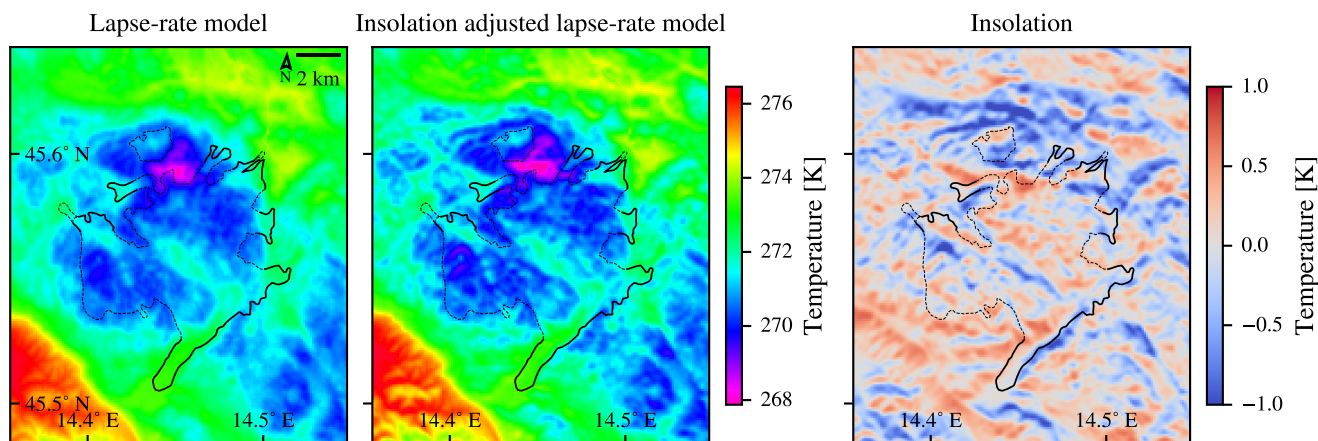 Lapse-rate model
Insolation adjusted lapse-rate model
Insolation
N
2 km
45.6° N
45.5° N
14.4° E
14.5° E
14.4° E
14.5° E
276
274
272
270
268
Temperature [K]
14.4° E
14.5° E
1.0
0.5
0.0
−0.5
−1.0
Temperature [K]